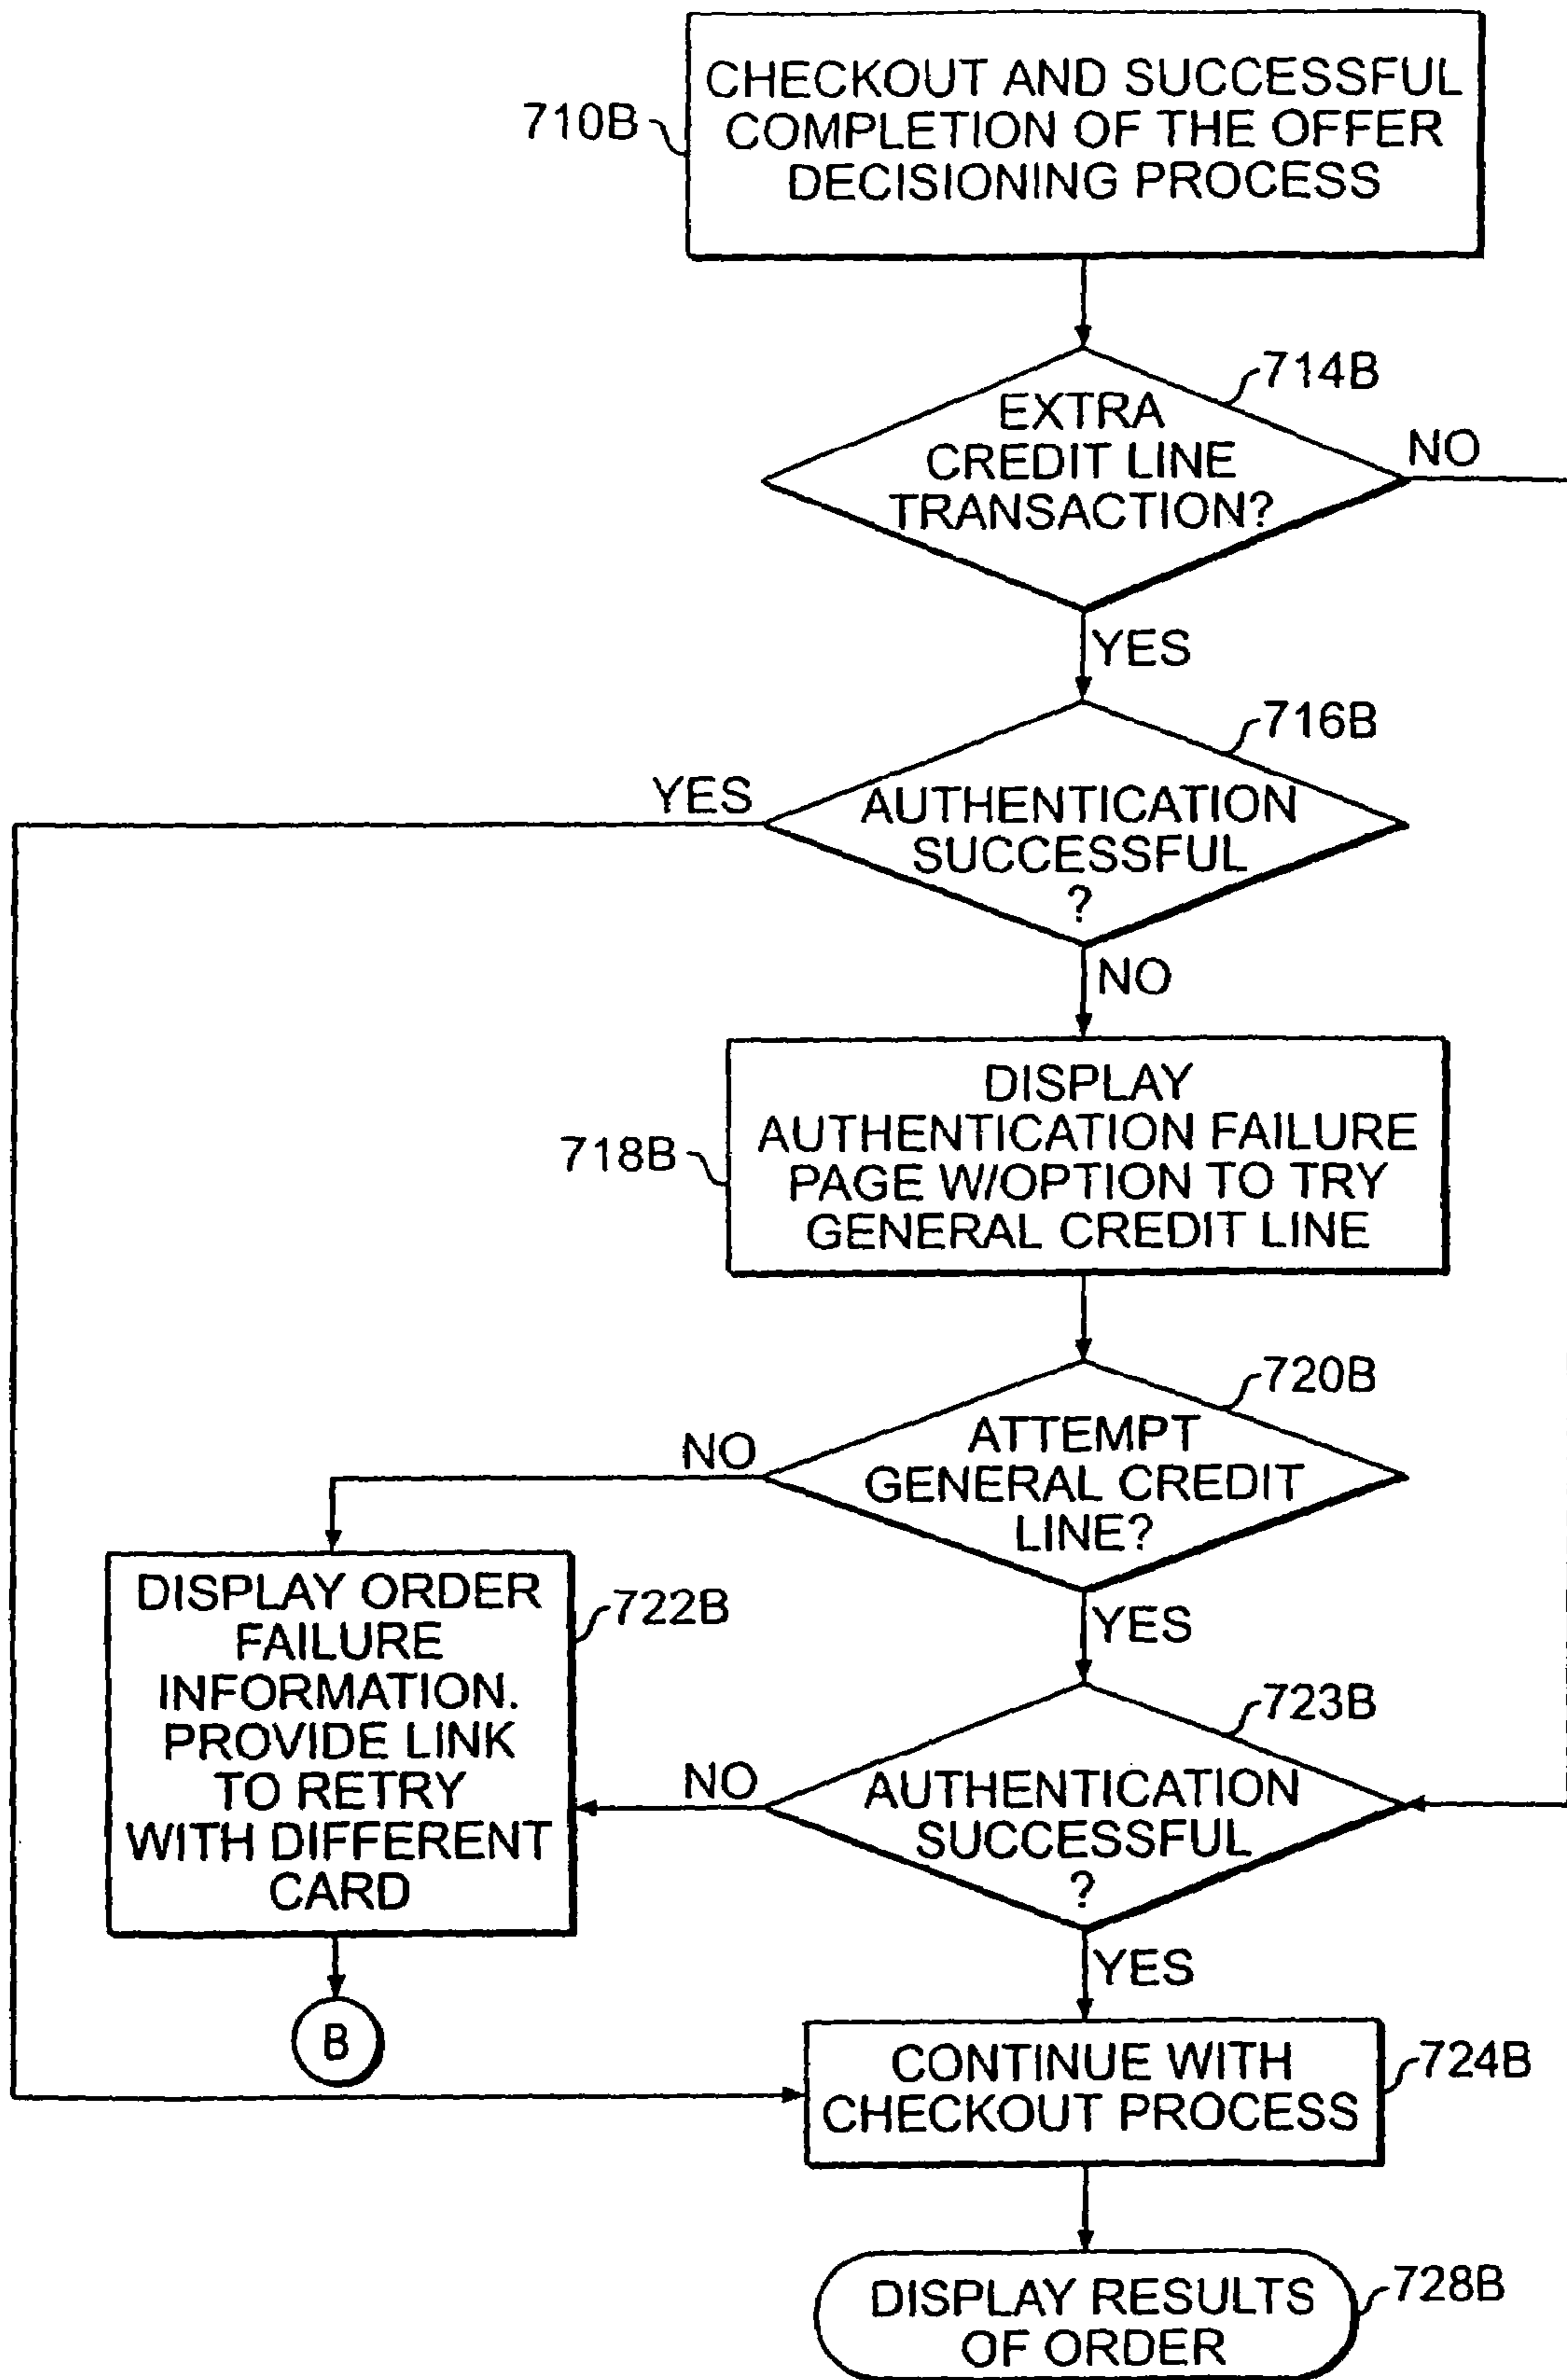 710B
CHECKOUT AND SUCCESSFUL
COMPLETION OF THE OFFER
DECISIONING PROCESS
714B
EXTRA
CREDIT LINE
TRANSACTION?
NO
YES
716B
YES
AUTHENTICATION
SUCCESSFUL
?
NO
718B
DISPLAY
AUTHENTICATION FAILURE
PAGE W/OPTION TO TRY
GENERAL CREDIT LINE
720B
NO
ATTEMPT
GENERAL CREDIT
LINE?
YES
722B
DISPLAY ORDER
FAILURE
INFORMATION.
PROVIDE LINK
TO RETRY
WITH DIFFERENT
CARD
723B
NO
AUTHENTICATION
SUCCESSFUL
?
YES
B
CONTINUE WITH
CHECKOUT PROCESS
724B
DISPLAY RESULTS
OF ORDER
728B